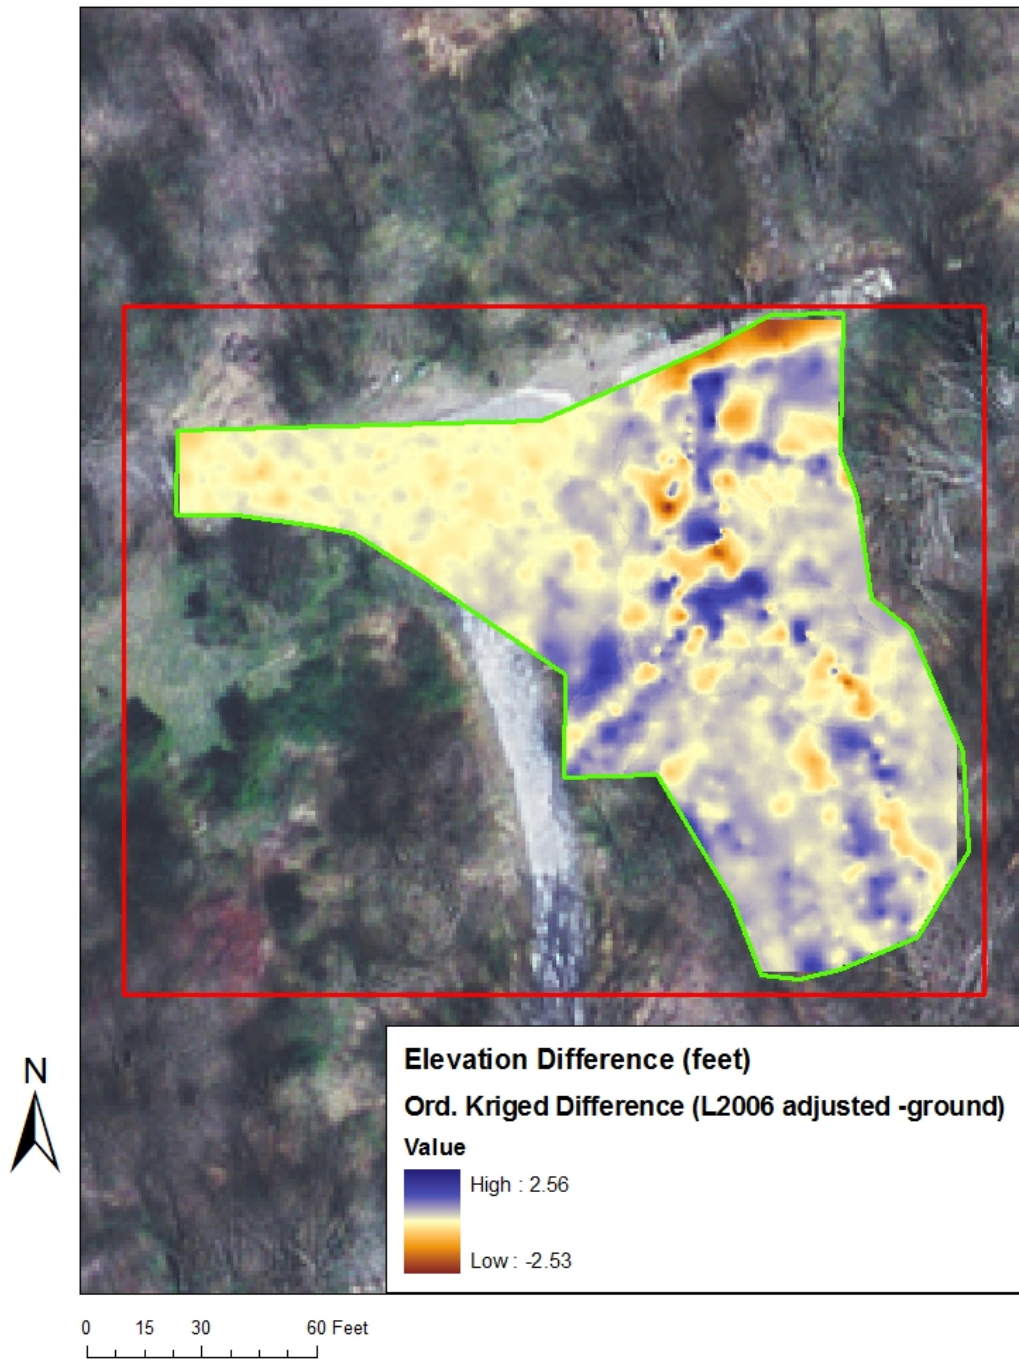 N
Elevation Difference (feet)
Ord. Kriged Difference (L2006 adjusted -ground)
Value
High : 2.56
Low : -2.53
0 15 30 60 Feet